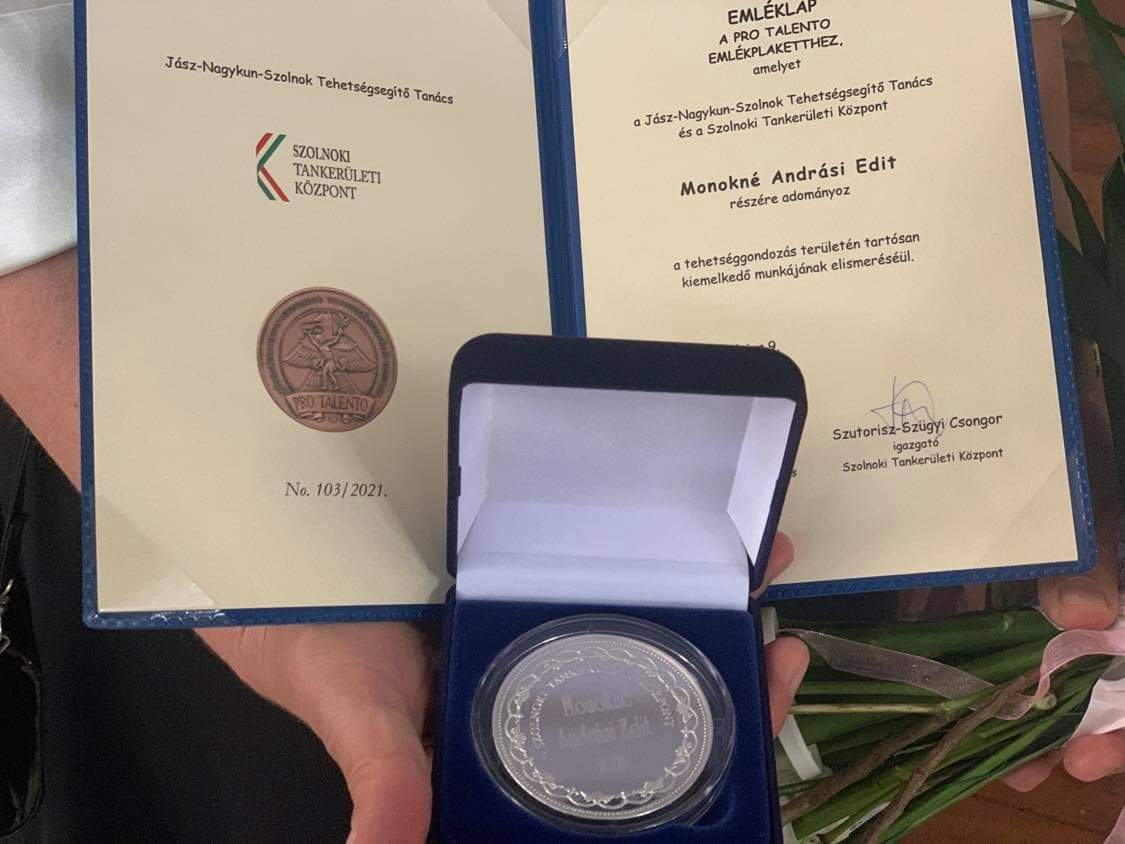 Jász-Nagykun-Szolnok Tehetségsegítő Tanács
SZOLNOKI
TANKERÜLETI
KÖZPONT
PRO TALENTO
No. 103/2021.
EMLÉKLAP
A PRO TALENTO
EMLÉKPLAKETTHEZ,
amelyet
a Jász-Nagykun-Szolnok Tehetségsegítő Tanács
és a Szolnoki Tankerületi Központ
Monokné Andrási Edit
részére adományoz
a tehetséggondozás területén tartósan
kiemelkedő munkájának elismeréséül.
Szutorisz-Szügyi Csongor
igazgató
Szolnoki Tankerületi Központ
SZOLNOKI
KÖZPONT
Monokné
Andrási Edit